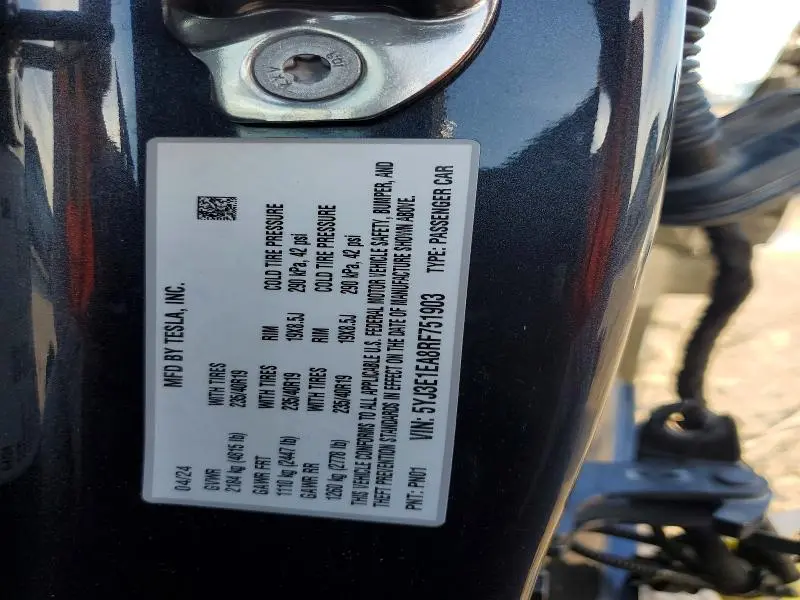 MFD BY TESLA, INC.
04/24
GVWR WITH TIRES RIM COLD TIRE PRESSURE
2184 kg (4815 lb) 235/40R19 19X8.5J 290 kPa, 42 psi
GAWR FRT WITH TIRES RIM COLD TIRE PRESSURE
1110 kg (2447 lb) 235/40R19 19X8.5J 290 kPa, 42 psi
GAWR RR WITH TIRES
1260 kg (2778 lb) 235/40R19
THIS VEHICLE CONFORMS TO ALL APPLICABLE U.S. FEDERAL MOTOR VEHICLE SAFETY, BUMPER, AND
THEFT PREVENTION STANDARDS IN EFFECT ON THE DATE OF MANUFACTURE SHOWN ABOVE.
PNT: PN01 VIN: 5YJ3E1EA8RF751903 TYPE: PASSENGER CAR